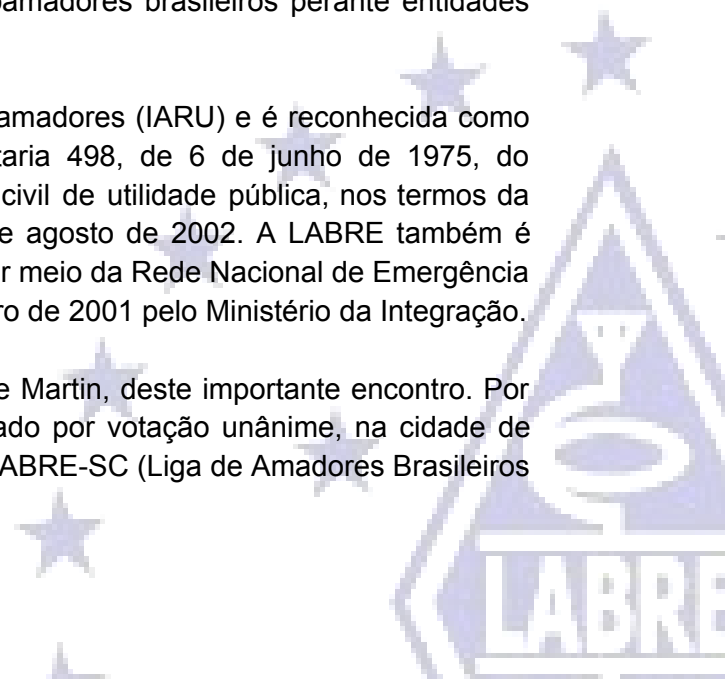 amadores brasileiros perante entidades
amadores (IARU) e é reconhecida como
taria 498, de 6 de junho de 1975, do
civil de utilidade pública, nos termos da
e agosto de 2002. A LABRE também é
r meio da Rede Nacional de Emergência
ro de 2001 pelo Ministério da Integração.
e Martin, deste importante encontro. Por
ado por votação unânime, na cidade de
ABRE-SC (Liga de Amadores Brasileiros
LABRE